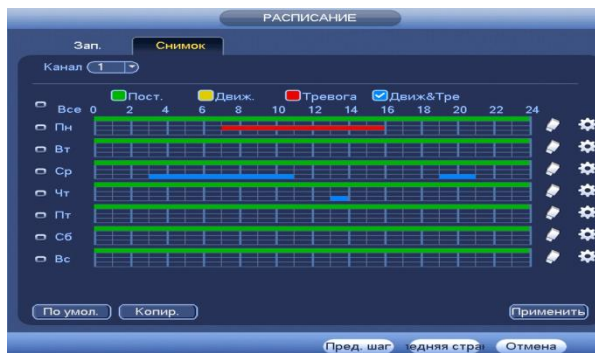 РАСПИСАНИЕ
Зап. Снимок
Канал 1
Пост. Движ. Тревога Движ&Тре
Все 0 2 4 6 8 10 12 14 16 18 20 22 24
Пн
Вт
Ср
Чт
Пт
Сб
Вс
По умол. Копир. Применить
Пред. шаг едняя стра Отмена